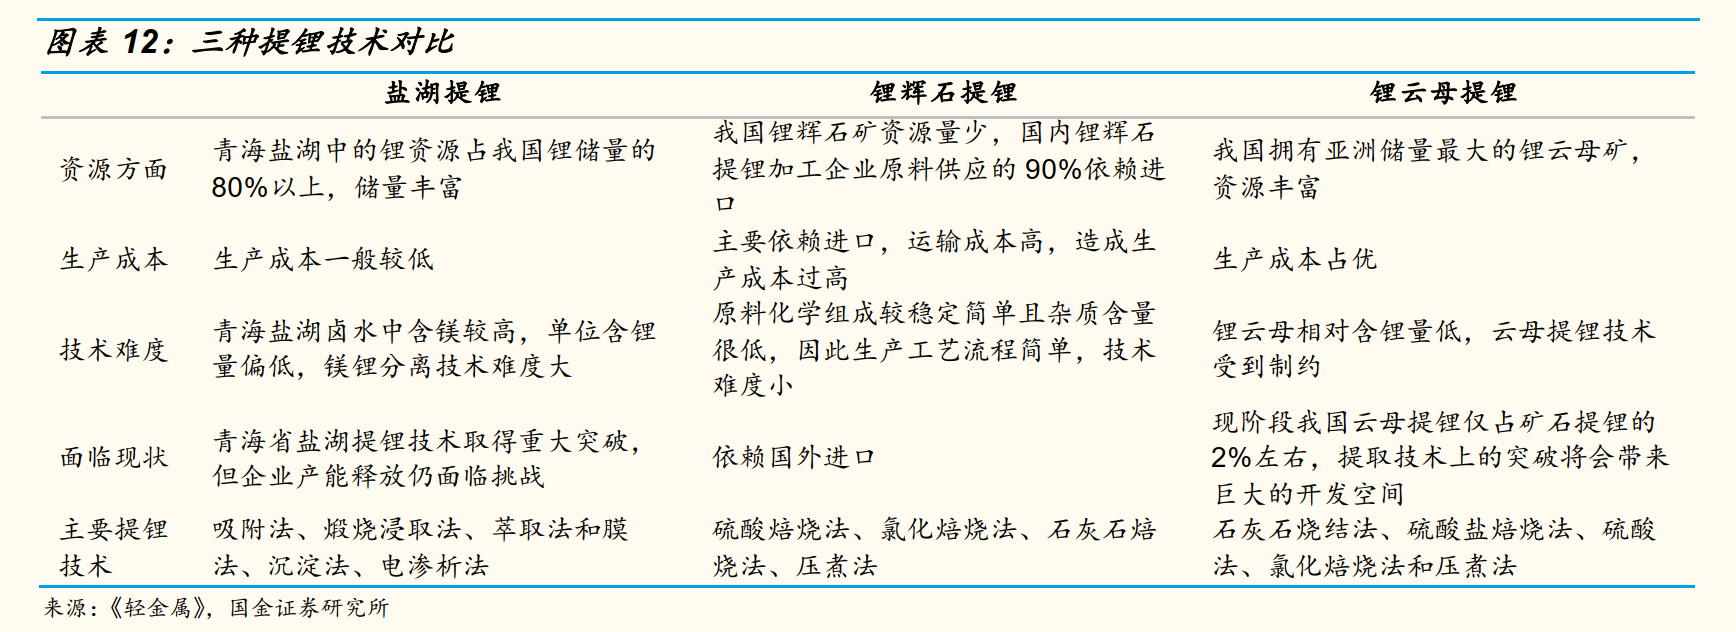 图表 12：三种提锂技术对比
盐湖提锂 锂辉石提锂 锂云母提锂
资源方面
青海盐湖中的锂资源占我国锂储量的
80%以上，储量丰富
我国锂辉石矿资源量少，国内锂辉石
提锂加工企业原料供应的 90%依赖进
口
我国拥有亚洲储量最大的锂云母矿，
资源丰富
生产成本
生产成本一般较低
主要依赖进口，运输成本高，造成生
产成本过高
生产成本占优
技术难度
青海盐湖卤水中含镁较高，单位含锂
量偏低，镁锂分离技术难度大
原料化学组成较稳定简单且杂质含量
很低，因此生产工艺流程简单，技术
难度小
锂云母相对含锂量低，云母提锂技术
受到制约
面临现状
青海省盐湖提锂技术取得重大突破，
但企业产能释放仍面临挑战
依赖国外进口
现阶段我国云母提锂仅占矿石提锂的
2%左右，提取技术上的突破将会带来
巨大的开发空间
主要提锂
技术
吸附法、煅烧浸取法、萃取法和膜
法、沉淀法、电渗析法
硫酸焙烧法、氯化焙烧法、石灰石焙
烧法、压煮法
石灰石烧结法、硫酸盐焙烧法、硫酸
法、氯化焙烧法和压煮法
来源：《轻金属》，国金证券研究所